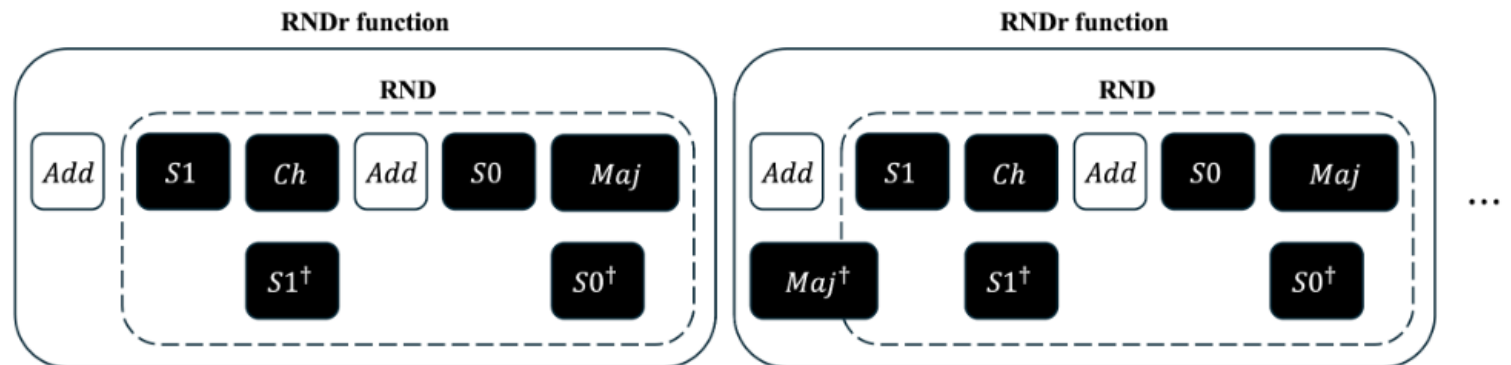 RNDr function
RND
Add S1 Ch Add S0 Maj
S1† S0†
RNDr function
RND
Add S1 Ch Add S0 Maj
Maj† S1† S0†
...